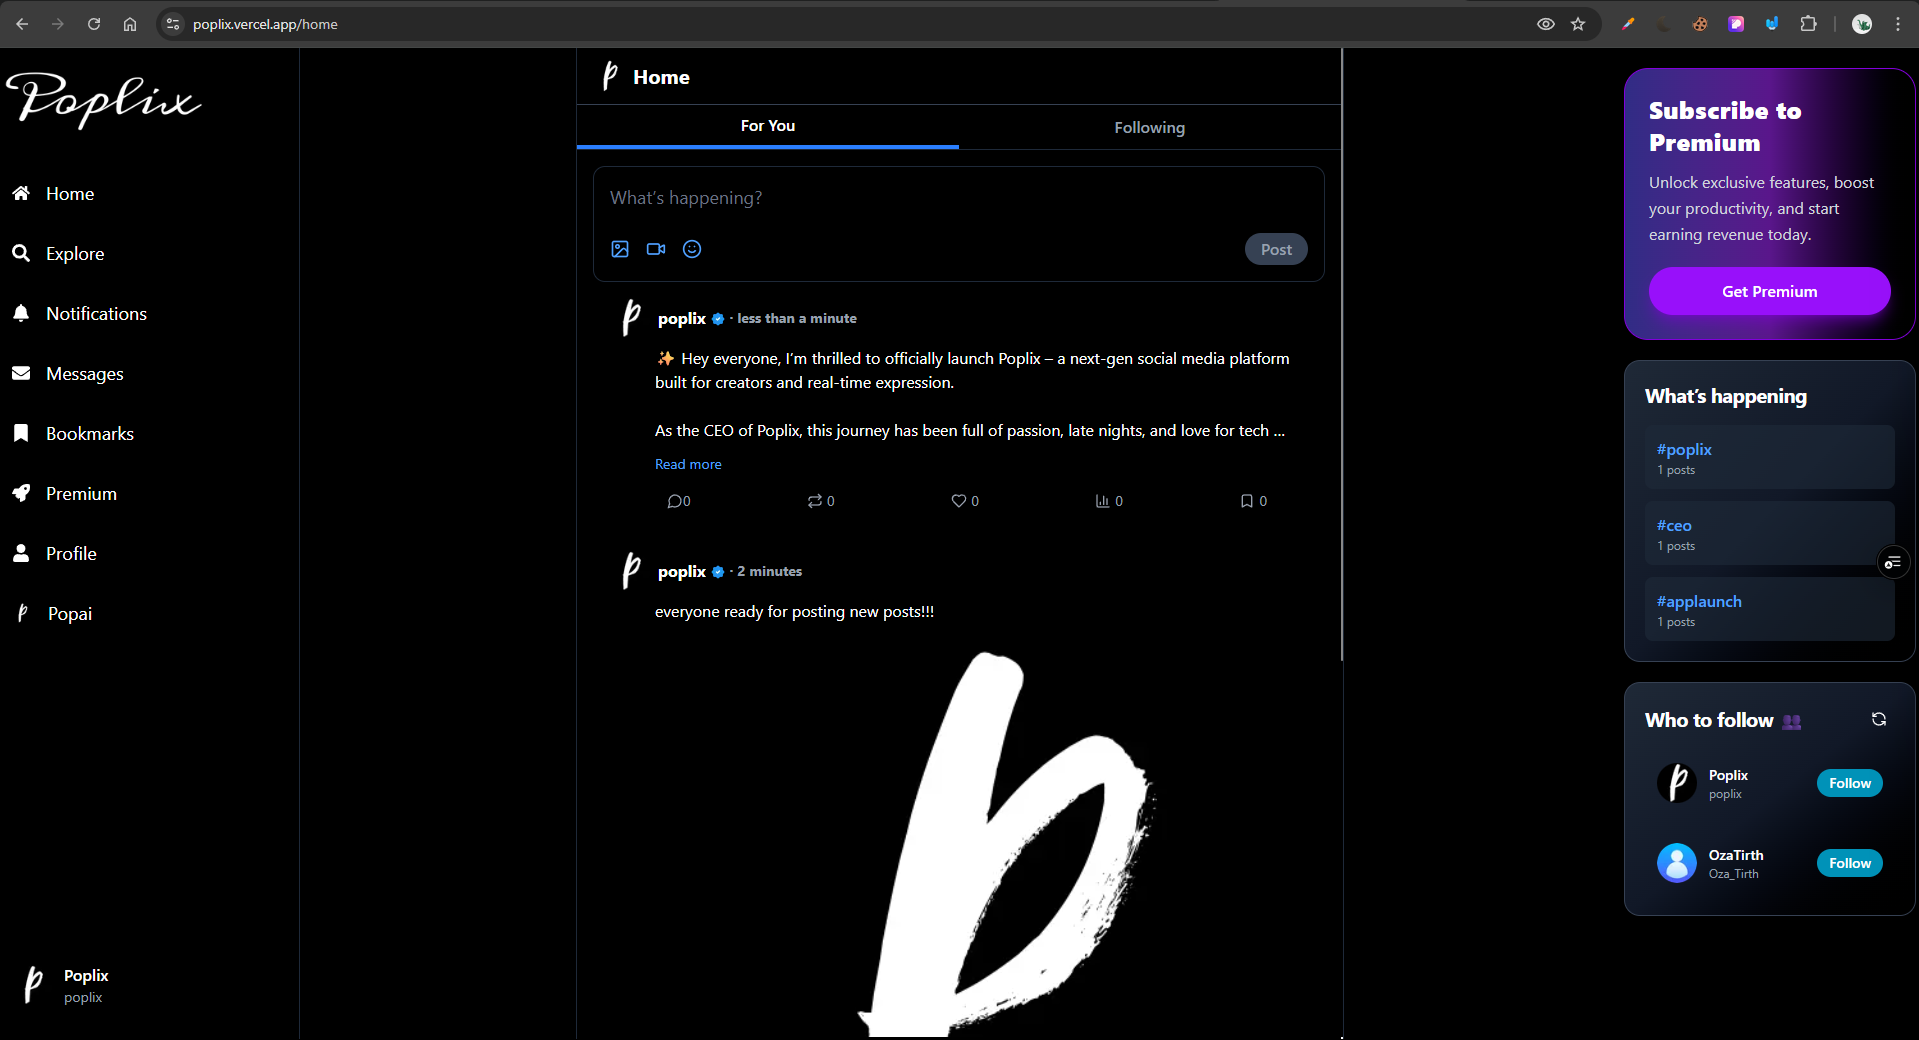 poplix.vercel.app/home
Poplix
Home
Explore
Notifications
Messages
Bookmarks
Premium
Profile
Popai
Poplix
poplix
Home
For You
Following
What's happening?
Post
poplix · less than a minute
✨ Hey everyone, I'm thrilled to officially launch Poplix – a next-gen social media platform
built for creators and real-time expression.
As the CEO of Poplix, this journey has been full of passion, late nights, and love for tech ...
Read more
0 0 0 0 0
poplix · 2 minutes
everyone ready for posting new posts!!!
Subscribe to
Premium
Unlock exclusive features, boost
your productivity, and start
earning revenue today.
Get Premium
What's happening
#poplix
1 posts
#ceo
1 posts
#applaunch
1 posts
Who to follow 👥
Poplix
poplix
Follow
OzaTirth
Oza_Tirth
Follow